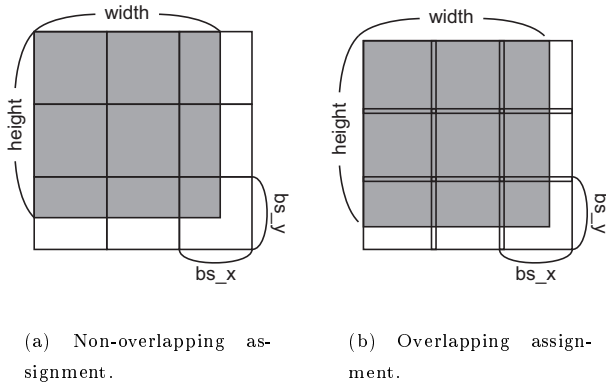 width
height
bs_y
bs_x
width
height
bs_y
bs_x
(a) Non-overlapping as-
signment.
(b) Overlapping assign-
ment.